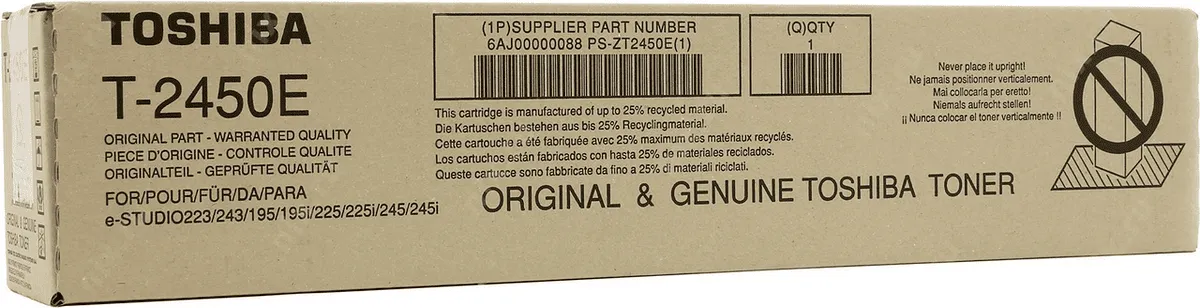 TOSHIBA
T-2450E
ORIGINAL PART - WARRANTED QUALITY
PIECE D'ORIGINE - CONTROLE QUALITE
ORIGINALTEIL - GEPRÜFTE QUALITÄT
FOR/POUR/FÜR/DA/PARA
e-STUDIO223/243/195/195i/225/225i/245/245i
(1P)SUPPLIER PART NUMBER
6AJ00000088 PS-ZT2450E(1)
(Q)QTY
1
This cartridge is manufactured of up to 25% recycled material.
Die Kartuschen bestehen aus bis 25% Recyclingmaterial.
Cette cartouche a été fabriquée avec 25% maximum des matériaux recyclés.
Los cartuchos están fabricados con hasta 25% de materiales reciclados.
Queste cartucce sono fabbricate da fino a 25% di materiali riciclati.
ORIGINAL & GENUINE TOSHIBA TONER
Never place it upright!
Ne jamais positionner verticalement.
Mai collocarla per eretto!
Niemals aufrecht stellen!
¡¡ Nunca colocar el toner verticalmente !!
ORIGINAL & GENUINE
TOSHIBA TONER